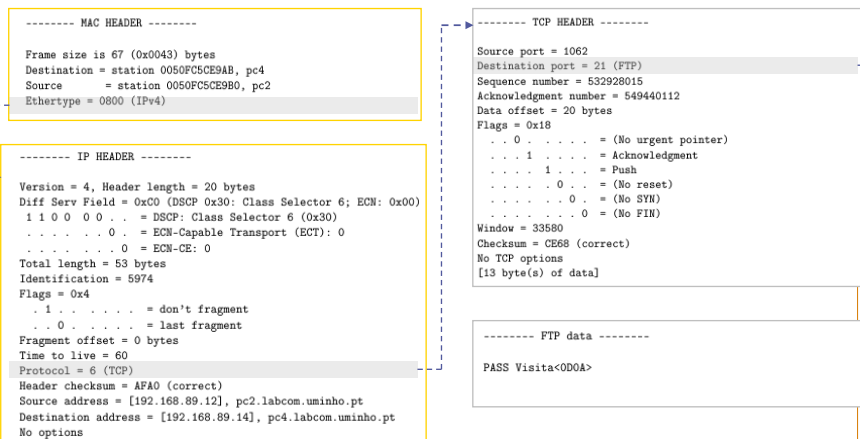 -------- MAC HEADER --------
Frame size is 67 (0x0043) bytes
Destination = station 0050FC5CE9AB, pc4
Source      = station 0050FC5CE9B0, pc2
Ethertype = 0800 (IPv4)
-------- IP HEADER --------
Version = 4, Header length = 20 bytes
Diff Serv Field = 0xC0 (DSCP 0x30: Class Selector 6; ECN: 0x00)
1 1 0 0  0 0 . .  = DSCP: Class Selector 6 (0x30)
. . . .  . . 0 .  = ECN-Capable Transport (ECT): 0
. . . .  . . . 0  = ECN-CE: 0
Total length = 53 bytes
Identification = 5974
Flags = 0x4
. 1 . .  . . . .  = don't fragment
. . 0 .  . . . .  = last fragment
Fragment offset = 0 bytes
Time to live = 60
Protocol = 6 (TCP)
Header checksum = AFA0 (correct)
Source address = [192.168.89.12], pc2.labcom.uminho.pt
Destination address = [192.168.89.14], pc4.labcom.uminho.pt
No options
-------- TCP HEADER --------
Source port = 1062
Destination port = 21 (FTP)
Sequence number = 532928015
Acknowledgment number = 549440112
Data offset = 20 bytes
Flags = 0x18
. . 0 .  . . . .  = (No urgent pointer)
. . . 1  . . . .  = Acknowledgment
. . . .  1 . . .  = Push
. . . .  . 0 . .  = (No reset)
. . . .  . . 0 .  = (No SYN)
. . . .  . . . 0  = (No FIN)
Window = 33580
Checksum = CE68 (correct)
No TCP options
[13 byte(s) of data]
-------- FTP data --------
PASS Visita<0D0A>